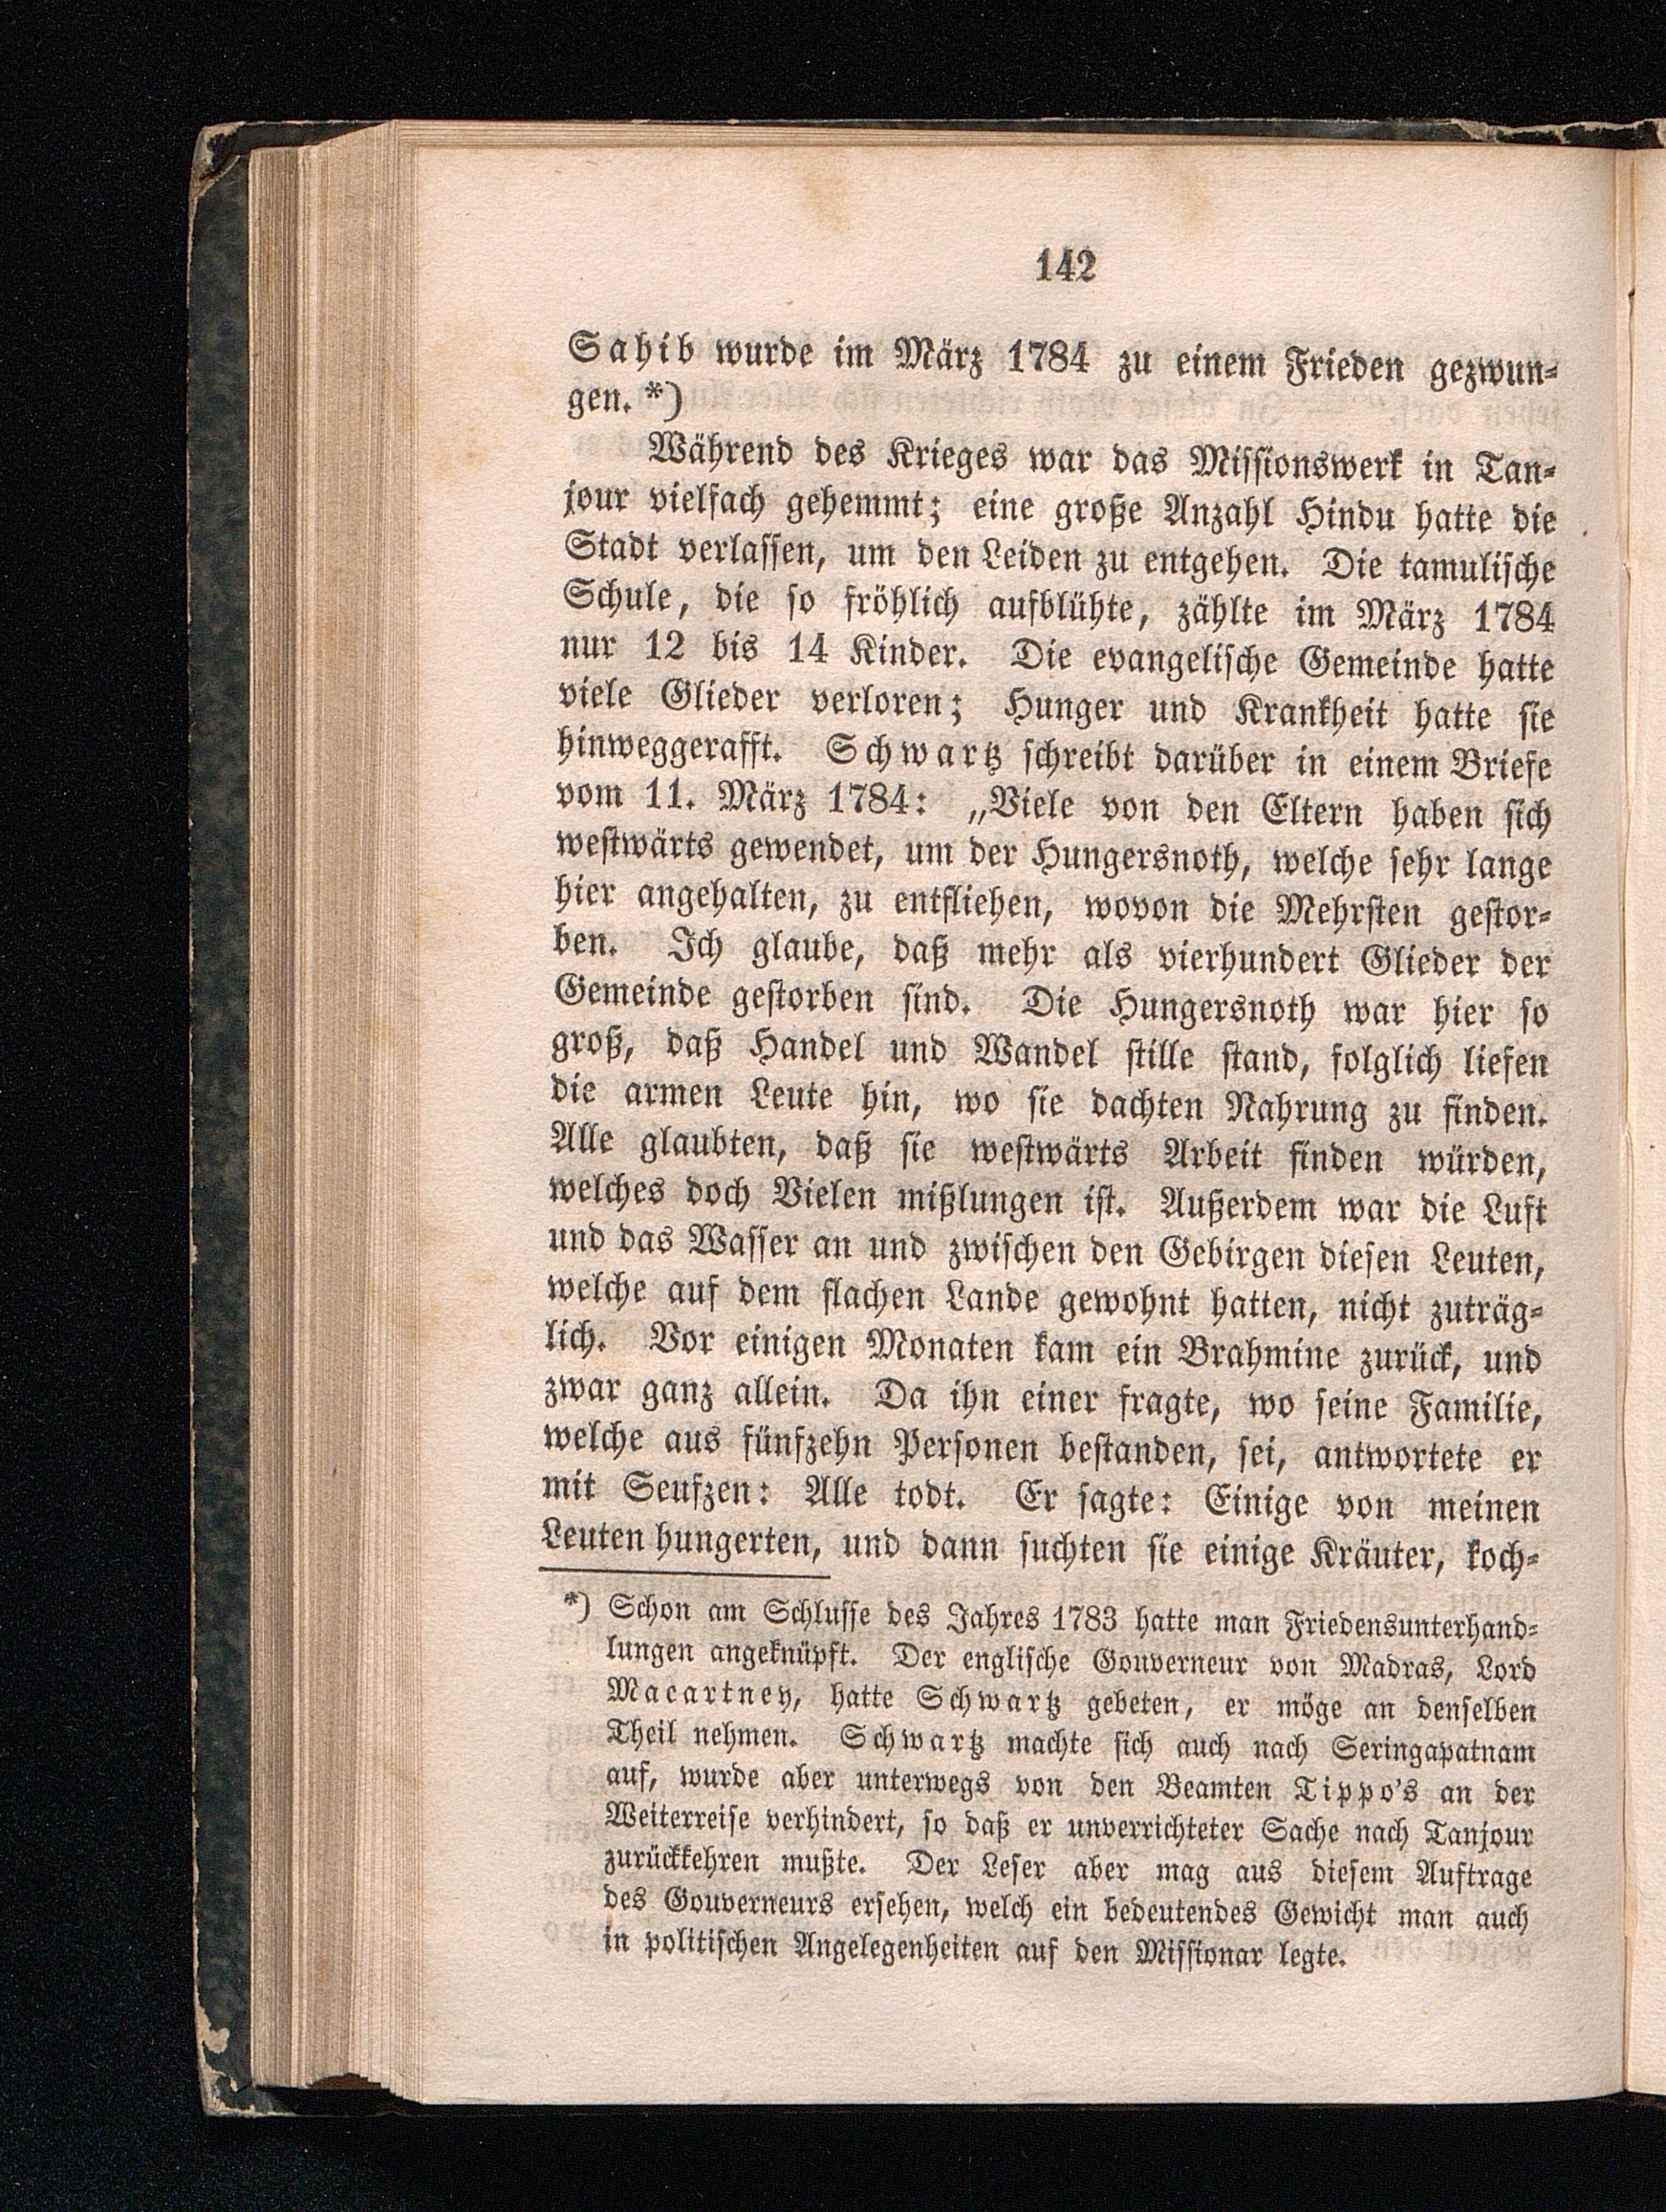 142
Sahib wurde im März 1784 zu einem Frieden gezwun-
gen. *)
Während des Krieges war das Missionswerk in Tan-
jour vielfach gehemmt; eine große Anzahl Hindu hatte die
Stadt verlassen, um den Leiden zu entgehen. Die tamulische
Schule, die so fröhlich aufblühte, zählte im März 1784
nur 12 bis 14 Kinder. Die evangelische Gemeinde hatte
viele Glieder verloren; Hunger und Krankheit hatte sie
hinweggerafft. Schwartz schreibt darüber in einem Briefe
vom 11. März 1784: „Viele von den Eltern haben sich
westwärts gewendet, um der Hungersnoth, welche sehr lange
hier angehalten, zu entfliehen, wovon die Mehrsten gestor-
ben. Ich glaube, daß mehr als vierhundert Glieder der
Gemeinde gestorben sind. Die Hungersnoth war hier so
groß, daß Handel und Wandel stille stand, folglich liefen
die armen Leute hin, wo sie dachten Nahrung zu finden.
Alle glaubten, daß sie westwärts Arbeit finden würden,
welches doch Vielen mißlungen ist. Außerdem war die Luft
und das Wasser an und zwischen den Gebirgen diesen Leuten,
welche auf dem flachen Lande gewohnt hatten, nicht zuträg-
lich. Vor einigen Monaten kam ein Brahmine zurück, und
zwar ganz allein. Da ihn einer fragte, wo seine Familie,
welche aus fünfzehn Personen bestanden, sei, antwortete er
mit Seufzen: Alle todt. Er sagte: Einige von meinen
Leuten hungerten, und dann suchten sie einige Kräuter, koch-
*) Schon am Schlusse des Jahres 1783 hatte man Friedensunterhand-
lungen angeknüpft. Der englische Gouverneur von Madras, Lord
Macartney, hatte Schwartz gebeten, er möge an denselben
Theil nehmen. Schwartz machte sich auch nach Seringapatnam
auf, wurde aber unterwegs von den Beamten Tippo's an der
Weiterreise verhindert, so daß er unverrichteter Sache nach Tanjour
zurückkehren mußte. Der Leser aber mag aus diesem Auftrage
des Gouverneurs ersehen, welch ein bedeutendes Gewicht man auch
in politischen Angelegenheiten auf den Missionar legte.